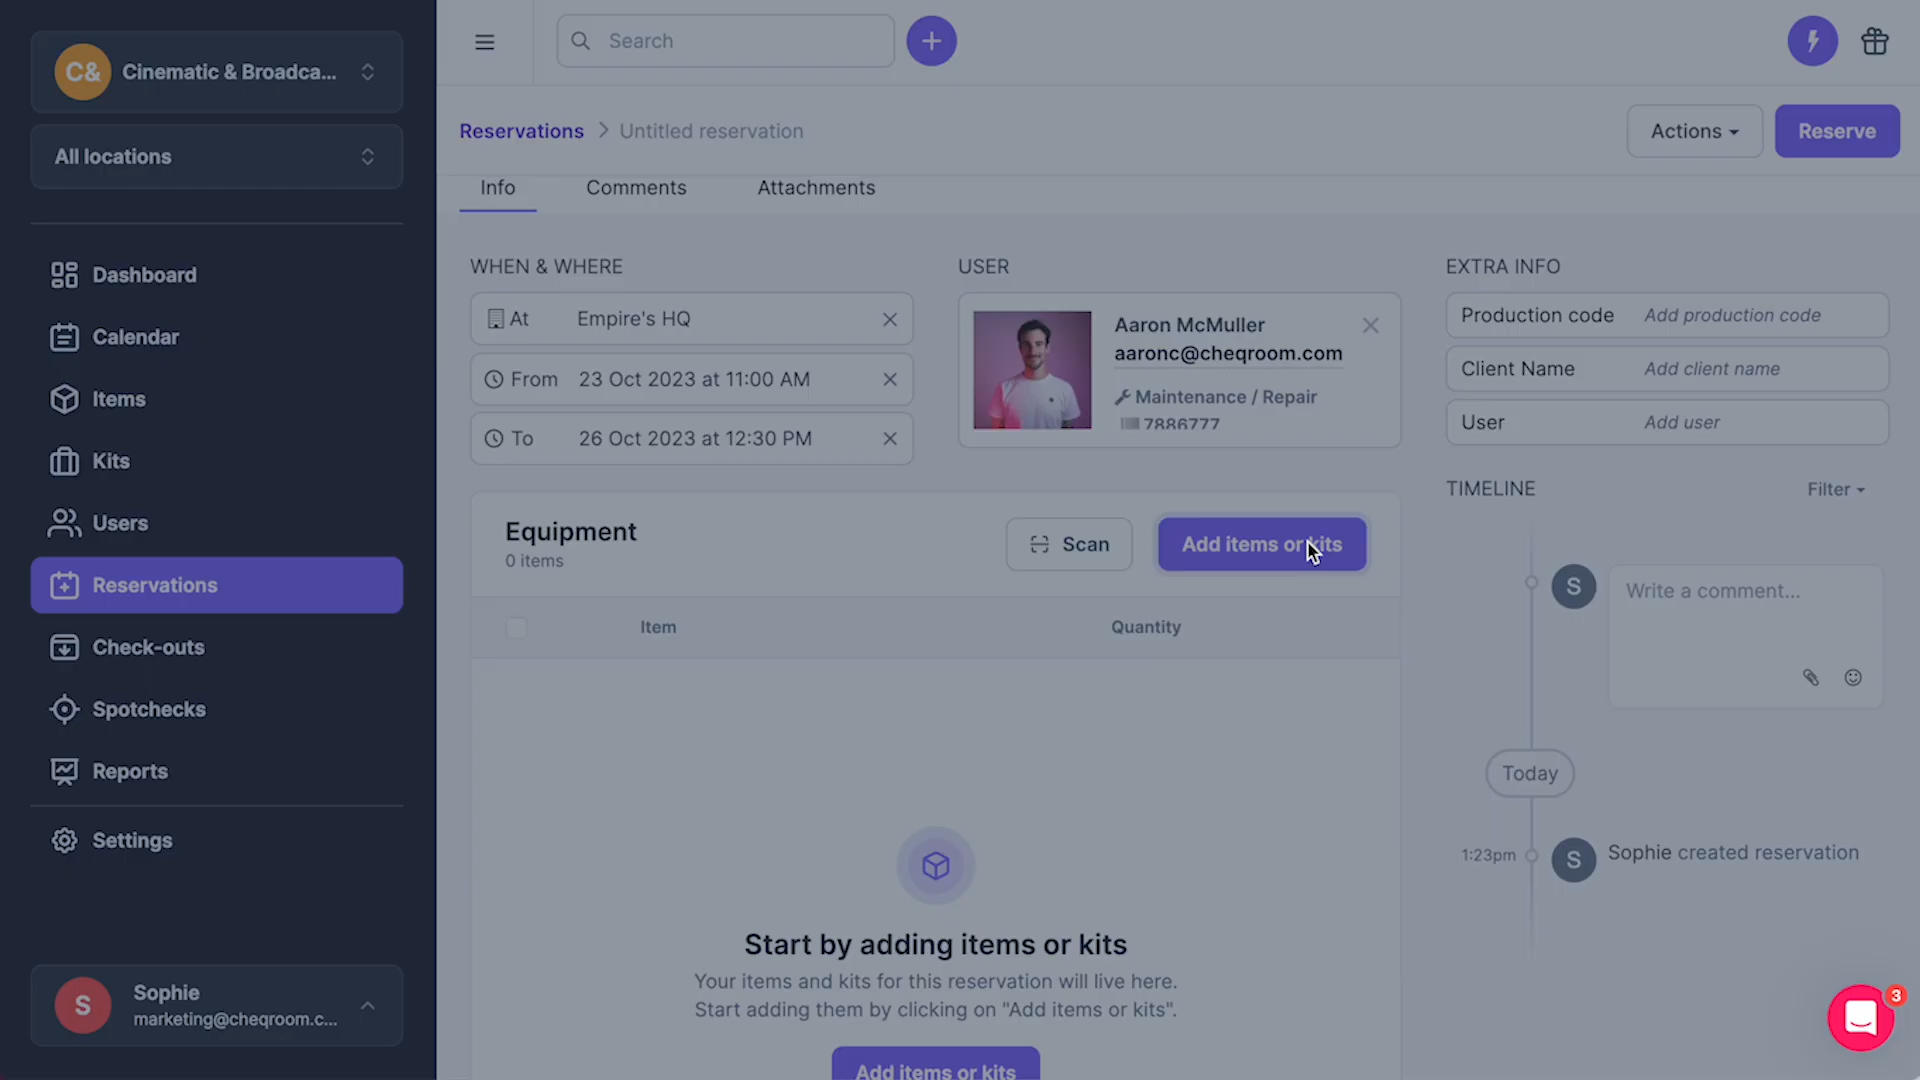 C& Cinematic & Broadca...
All locations
Dashboard
Calendar
Items
Kits
Users
Reservations
Check-outs
Spotchecks
Reports
Settings
S Sophie
marketing@cheqroom.c...
Search
Reservations > Untitled reservation
Actions
Reserve
Info Comments Attachments
WHEN & WHERE
At Empire's HQ
From 23 Oct 2023 at 11:00 AM
To 26 Oct 2023 at 12:30 PM
USER
Aaron McMuller
aaronc@cheqroom.com
Maintenance / Repair
7886777
EXTRA INFO
Production code Add production code
Client Name Add client name
User Add user
Equipment
0 items
Scan
Add items or kits
Item Quantity
Start by adding items or kits
Your items and kits for this reservation will live here.
Start adding them by clicking on "Add items or kits".
Add items or kits
TIMELINE
Filter
S Write a comment...
Today
1:23pm S Sophie created reservation
3